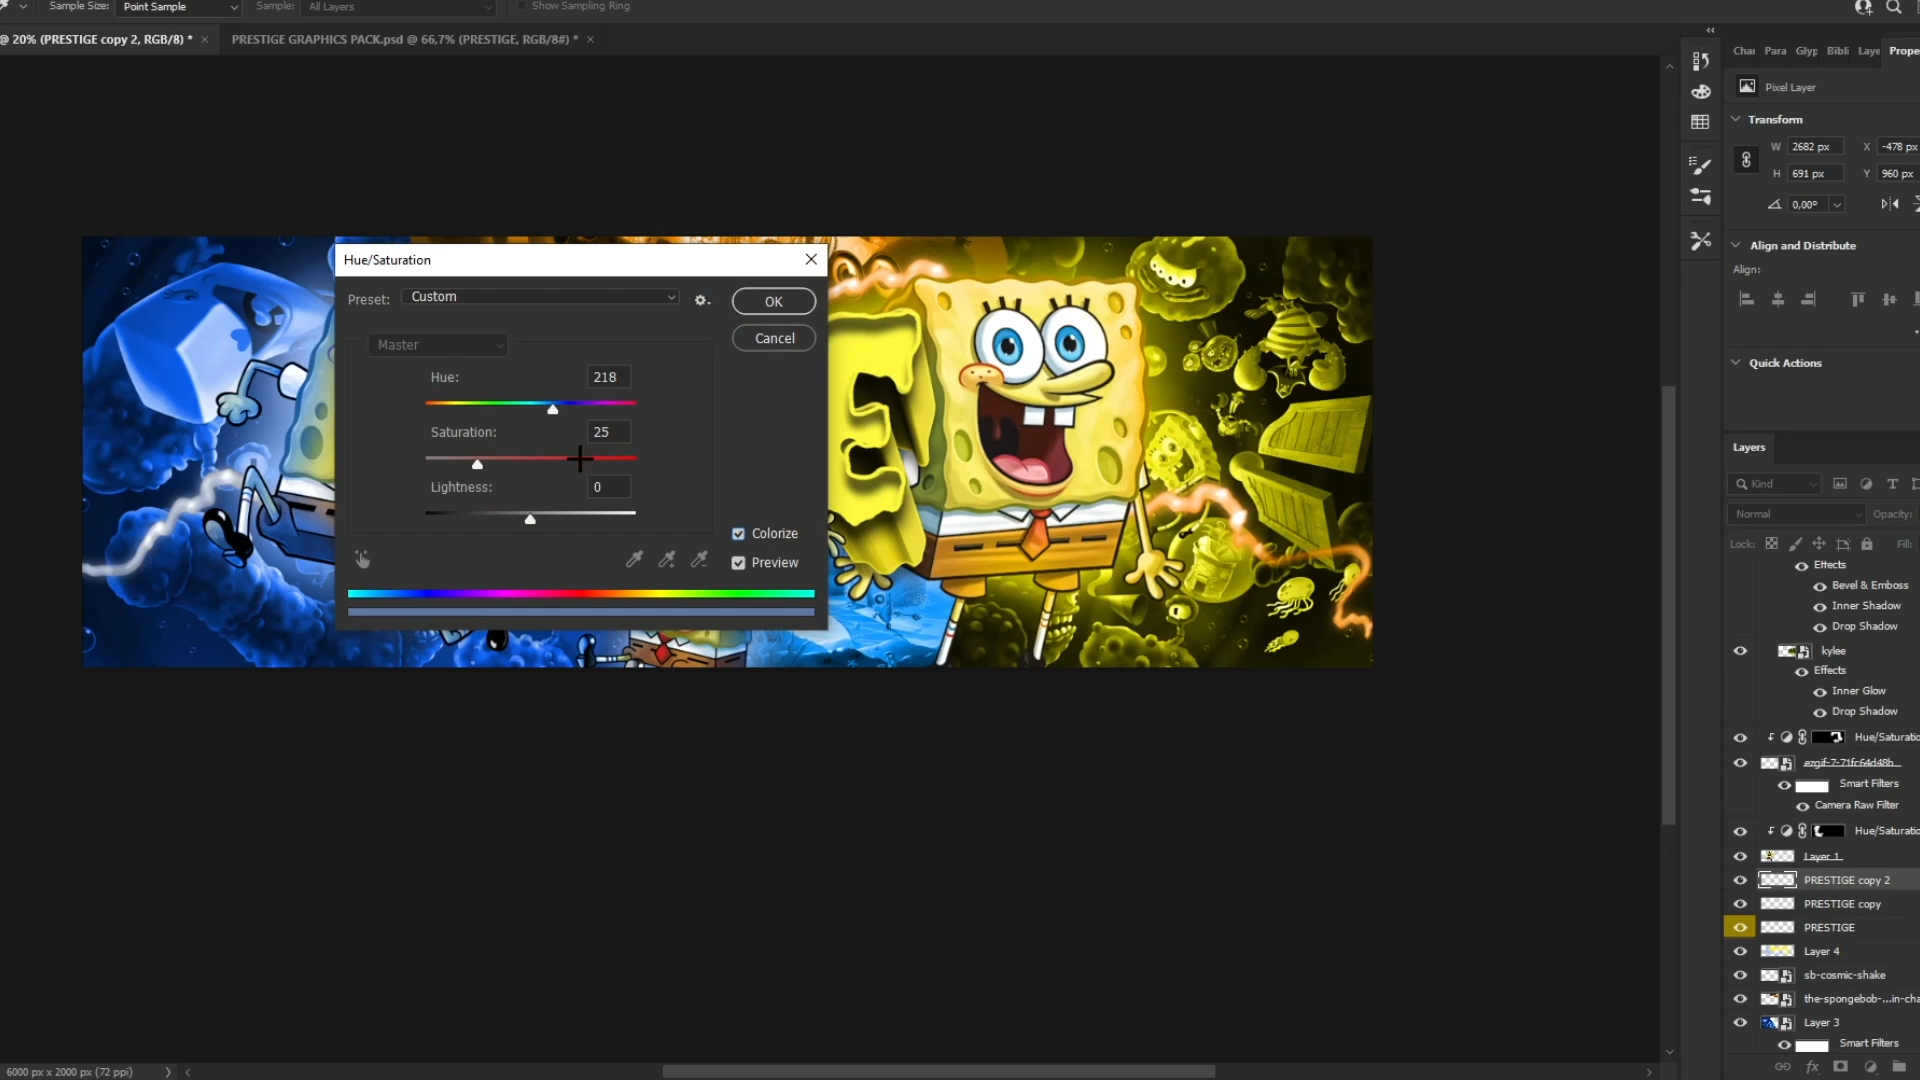 Sample Size: Point Sample Sample: All Layers Show Sampling Ring
@ 20% (PRESTIGE copy 2, RGB/8) * × PRESTIGE GRAPHICS PACK.psd @ 66,7% (PRESTIGE, RGB/8#) * ×
Char Para Glyp Bibli Laye Prope
Pixel Layer
Transform
W 2682 px X -478 px
H 691 px Y 960 px
0,00°
Align and Distribute
Align:
Quick Actions
Hue/Saturation
Preset: Custom
OK
Cancel
Master
Hue: 218
Saturation: 25
Lightness: 0
Colorize
Preview
E
Layers
Kind
Normal Opacity:
Lock: Fill:
Effects
Bevel & Emboss
Inner Shadow
Drop Shadow
kylee
Effects
Inner Glow
Drop Shadow
Hue/Saturatio
ezgif-7-71fc64d48b
Smart Filters
Camera Raw Filter
Hue/Saturatio
Layer 1
PRESTIGE copy 2
PRESTIGE copy
PRESTIGE
Layer 4
sb-cosmic-shake
the-spongebob-...in-cha
Layer 3
Smart Filters
fx
6000 px x 2000 px (72 ppi)